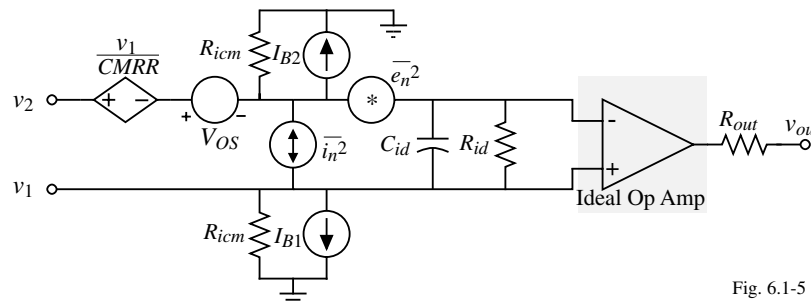 v1
CMRR
Ricm
IB2
en2
v2
+ -
+ -
VOS
*
in2
Cid
Rid
-
+
Rout
Ideal Op Amp
v1
Ricm
IB1
Fig. 6.1-5